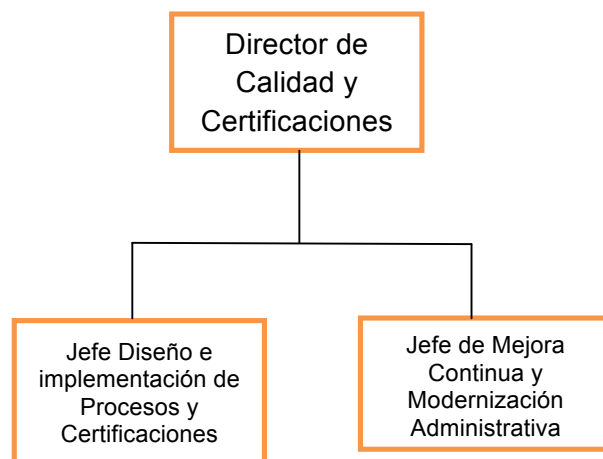 Director de
Calidad y
Certificaciones
Jefe Diseño e
implementación de
Procesos y
Certificaciones
Jefe de Mejora
Continua y
Modernización
Administrativa